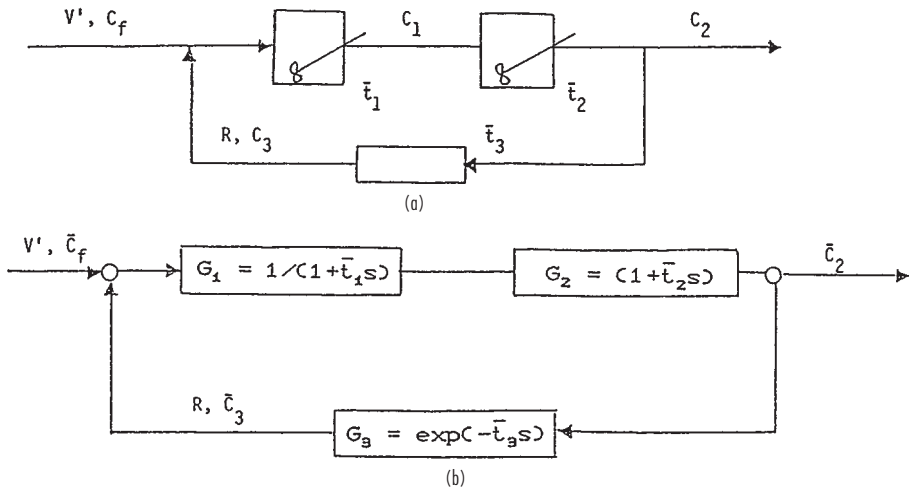 V', C_f
C_1
C_2
t̄_1
t̄_2
R, C_3
t̄_3
(a)
V', C̄_f
G_1 = 1/(1+t̄_1s)
G_2 = (1+t̄_2s)
C̄_2
R, C̄_3
G_3 = exp(-t̄_3s)
(b)